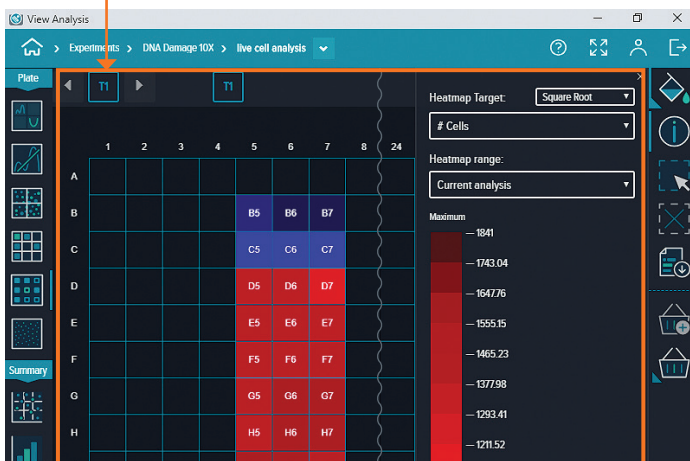 View Analysis
Experiments > DNA Damage 10X > live cell analysis
Plate
T1 T1
Heatmap Target: Square Root
# Cells
Heatmap range:
Current analysis
Maximum
1 2 3 4 5 6 7 8 24
A
B B5 B6 B7
C C5 C6 C7
D D5 D6 D7
E E5 E6 E7
F F5 F6 F7
G G5 G6 G7
H H5 H6 H7
1841
1743.04
1647.76
1555.15
1465.23
1377.98
1293.41
1211.52
Summary